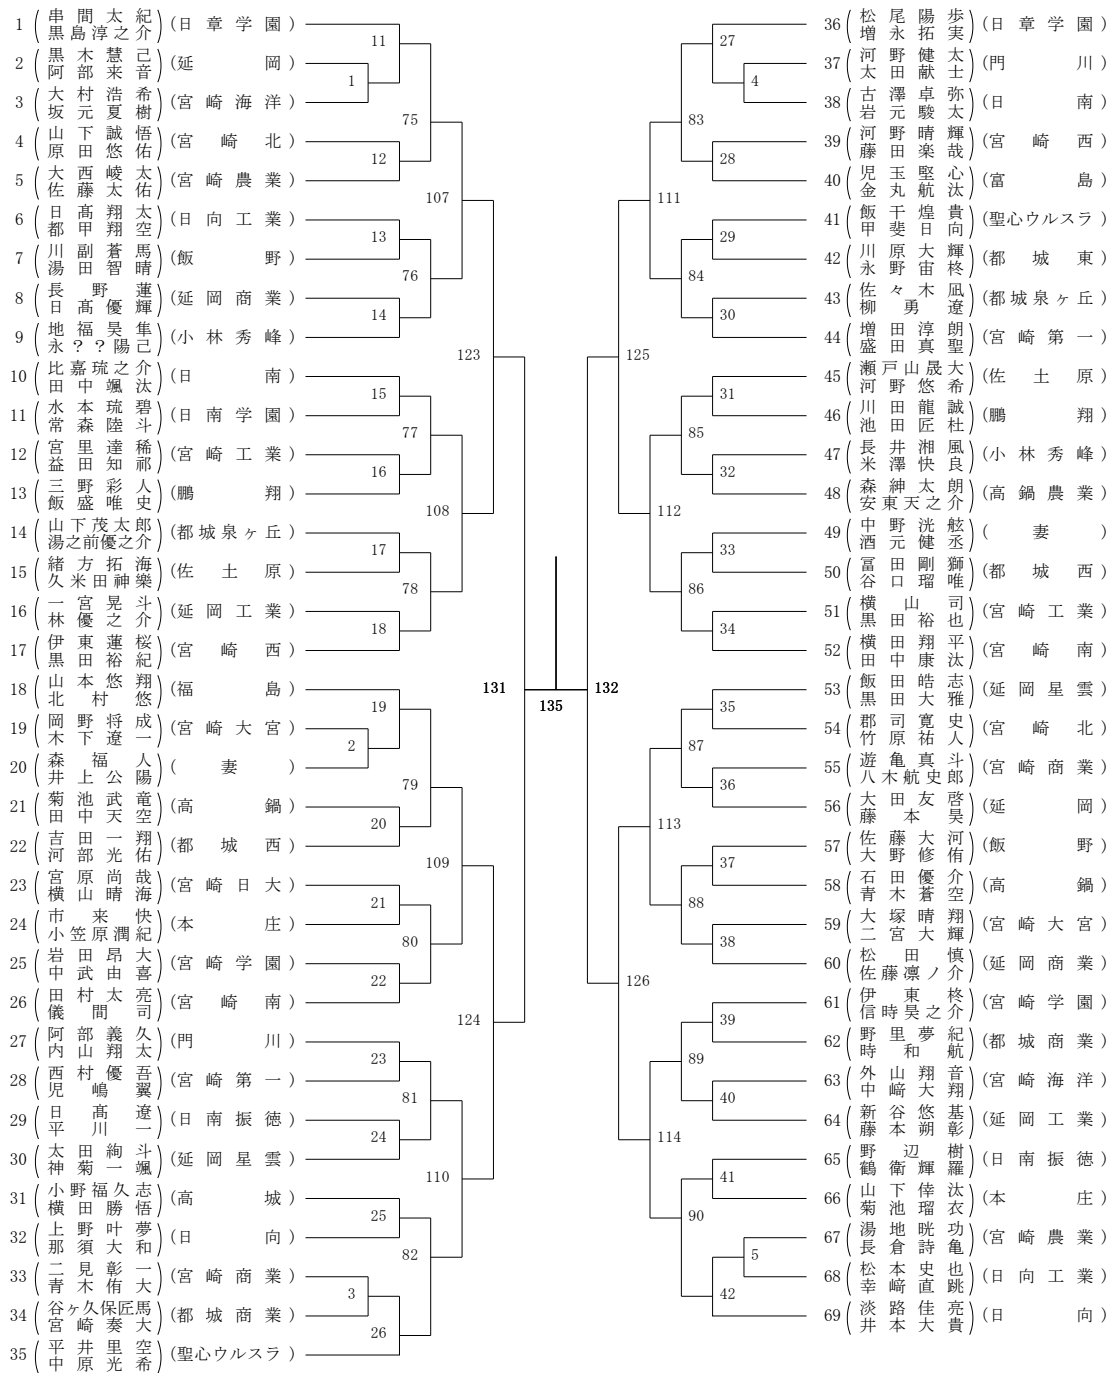 1 (串間太紀 黒島淳之介) (日章学園)
2 (黒木慧己 阿部来音) (延岡)
3 (大村浩希 坂元夏樹) (宮崎海洋)
4 (山下誠悟 原田悠佑) (宮崎北)
5 (大西崚太 佐藤太佑) (宮崎農業)
6 (日髙翔太 都甲翔空) (日向工業)
7 (川副蒼馬 湯田智晴) (飯野)
8 (長野蓮 日髙優輝) (延岡商業)
9 (地福昊隼 永??陽己) (小林秀峰)
10 (比嘉琉之介 田中颯汰) (日南)
11 (水本琉碧 常森陸斗) (日南学園)
12 (宮里達稀 益田知祁) (宮崎工業)
13 (三野彩人 飯盛唯史) (鵬翔)
14 (山下茂太郎 湯之前優之介) (都城泉ヶ丘)
15 (緒方拓海 久米田神樂) (佐土原)
16 (一宮晃斗 林優之介) (延岡工業)
17 (伊東蓮桜 黒田裕紀) (宮崎西)
18 (山本悠翔 北村悠) (福島)
19 (岡野将成 木下遼一) (宮崎大宮)
20 (森福人 井上公陽) (妻)
21 (菊池武竜 田中天空) (高鍋)
22 (吉田一翔 河部光佑) (都城西)
23 (宮原尚哉 横山晴海) (宮崎日大)
24 (市来快 小笠原潤紀) (本庄)
25 (岩田昂大 中武由喜) (宮崎学園)
26 (田村太亮 儀間司) (宮崎南)
27 (阿部義久 内山翔太) (門川)
28 (西村優吾 児嶋翼) (宮崎第一)
29 (日髙遼 平川一) (日南振徳)
30 (太田絢斗 神菊一颯) (延岡星雲)
31 (小野福久志 横田勝悟) (高城)
32 (上野叶夢 那須大和) (日向)
33 (二見彰一 青木侑大) (宮崎商業)
34 (谷ヶ久保匠馬 宮崎奏大) (都城商業)
35 (平井里空 中原光希) (聖心ウルスラ)
11
1
75
12
107
13
76
14
123
15
77
16
108
17
78
18
131
19
2
79
20
109
21
80
22
124
23
81
24
110
25
82
3
26
135
132
27
4
83
28
111
29
84
30
125
31
85
32
112
33
86
34
35
87
36
113
37
88
38
126
39
89
40
114
41
90
5
42
36 (松尾陽歩 増永拓実) (日章学園)
37 (河野健太 太田献士) (門川)
38 (古澤卓弥 岩元駿太) (日南)
39 (河野晴輝 藤田楽哉) (宮崎西)
40 (児玉堅心 金丸航汰) (富島)
41 (飯干煌貴 甲斐日向) (聖心ウルスラ)
42 (川原大輝 永野宙柊) (都城東)
43 (佐々木凪 柳勇遼) (都城泉ヶ丘)
44 (増田淳朗 盛田真聖) (宮崎第一)
45 (瀬戸山晟大 河野悠希) (佐土原)
46 (川田龍誠 池田匠杜) (鵬翔)
47 (長井湘風 米澤快良) (小林秀峰)
48 (森紳太朗 安東天之介) (高鍋農業)
49 (中野洸舷 酒元健丞) (妻)
50 (冨田剛獅 谷口瑠唯) (都城西)
51 (横山司 黒田裕也) (宮崎工業)
52 (横田翔平 田中康汰) (宮崎南)
53 (飯田皓志 黒田大雅) (延岡星雲)
54 (郡司寛史 竹原祐人) (宮崎北)
55 (遊亀真斗 八木航史郎) (宮崎商業)
56 (大田友啓 藤本昊) (延岡)
57 (佐藤大河 大野修侑) (飯野)
58 (石田優介 青木蒼空) (高鍋)
59 (大塚晴翔 二宮大輝) (宮崎大宮)
60 (松田慎 佐藤凛ノ介) (延岡商業)
61 (伊東柊 信時昊之介) (宮崎学園)
62 (野里夢紀 時和航) (都城商業)
63 (外山翔音 中﨑大翔) (宮崎海洋)
64 (新谷悠基 藤本朔彰) (延岡工業)
65 (野辺樹 鶴衛輝羅) (日南振徳)
66 (山下倖汰 菊池瑠衣) (本庄)
67 (湯地晄功 長倉詩亀) (宮崎農業)
68 (松本史也 幸﨑直跳) (日向工業)
69 (淡路佳亮 井本大貴) (日向)